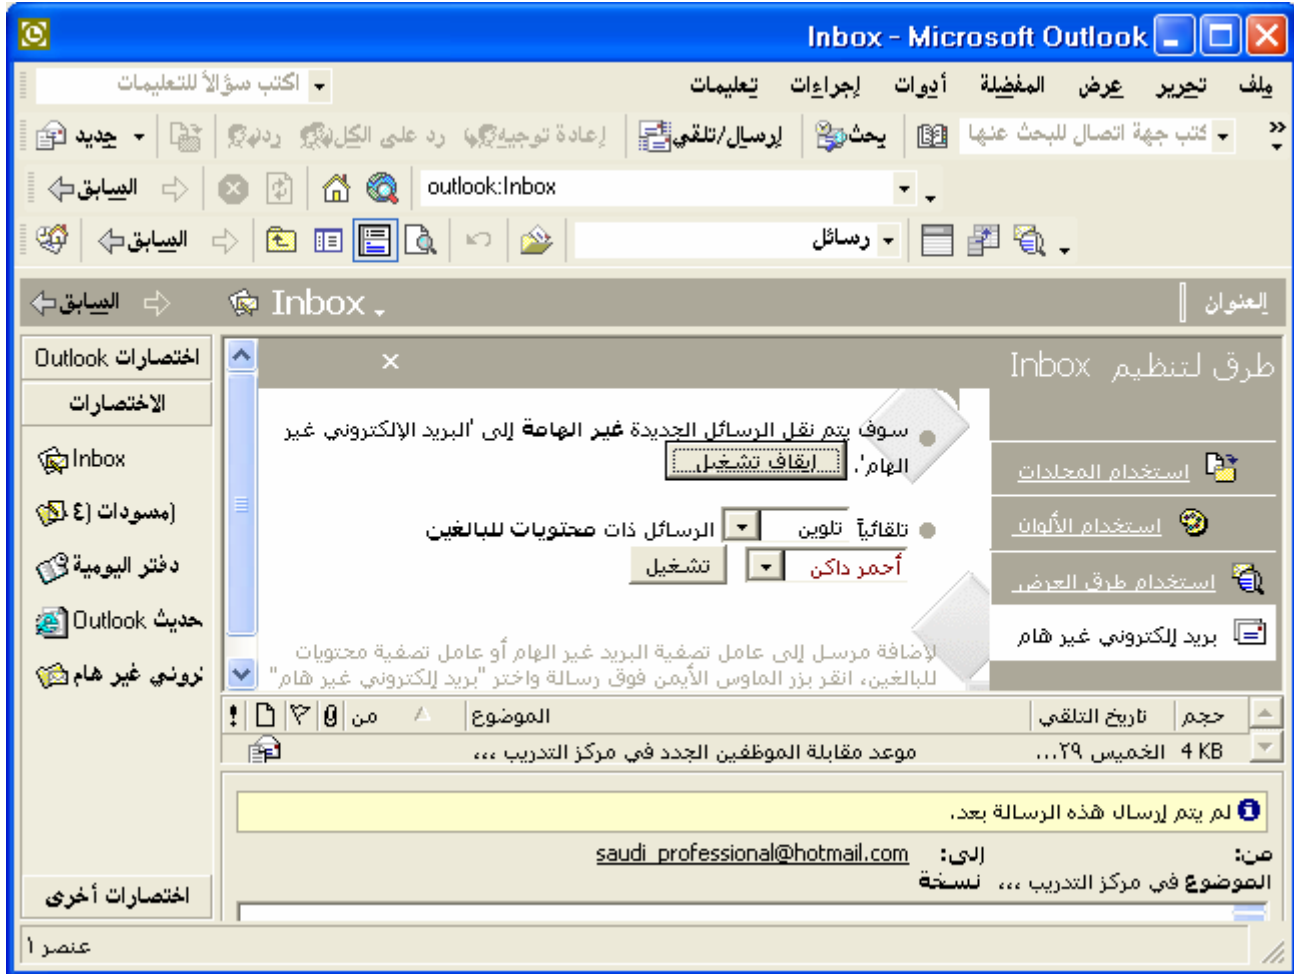 Inbox - Microsoft Outlook
ملف تحرير عرض المفضلة أدوات إجراءات تعليمات اكتب سؤالاً للتعليمات
جديد رد رد على الكل إعادة توجيه إرسال/تلقي بحث كتب جهة اتصال للبحث عنها
السابق outlook:Inbox
السابق رسائل
السابق Inbox العنوان
اختصارات Outlook
الاختصارات
Inbox
مسودات (٤)
دفتر اليومية
حديث Outlook
روني غير هام
اختصارات أخرى
طرق لتنظيم Inbox
استخدام المجلدات
استخدام الألوان
استخدام طرق العرض
بريد إلكتروني غير هام
سوف يتم نقل الرسائل الجديدة غير الهامة إلى 'البريد الإلكتروني غير
الهام'. إيقاف تشغيل
تلقائياً تلوين الرسائل ذات محتويات للبالغين
أحمر داكن تشغيل
لإضافة مرسل إلى عامل تصفية البريد غير الهام أو عامل تصفية محتويات
للبالغين، انقر بزر الماوس الأيمن فوق رسالة واختر "بريد إلكتروني غير هام"
من الموضوع تاريخ التلقي حجم
موعد مقابلة الموظفين الجدد في مركز التدريب ،،، الخميس ٢٩... 4 KB
لم يتم إرسال هذه الرسالة بعد.
من: إلى: saudi_professional@hotmail.com
الموضوع في مركز التدريب ،،، نسخة
عنصر ١